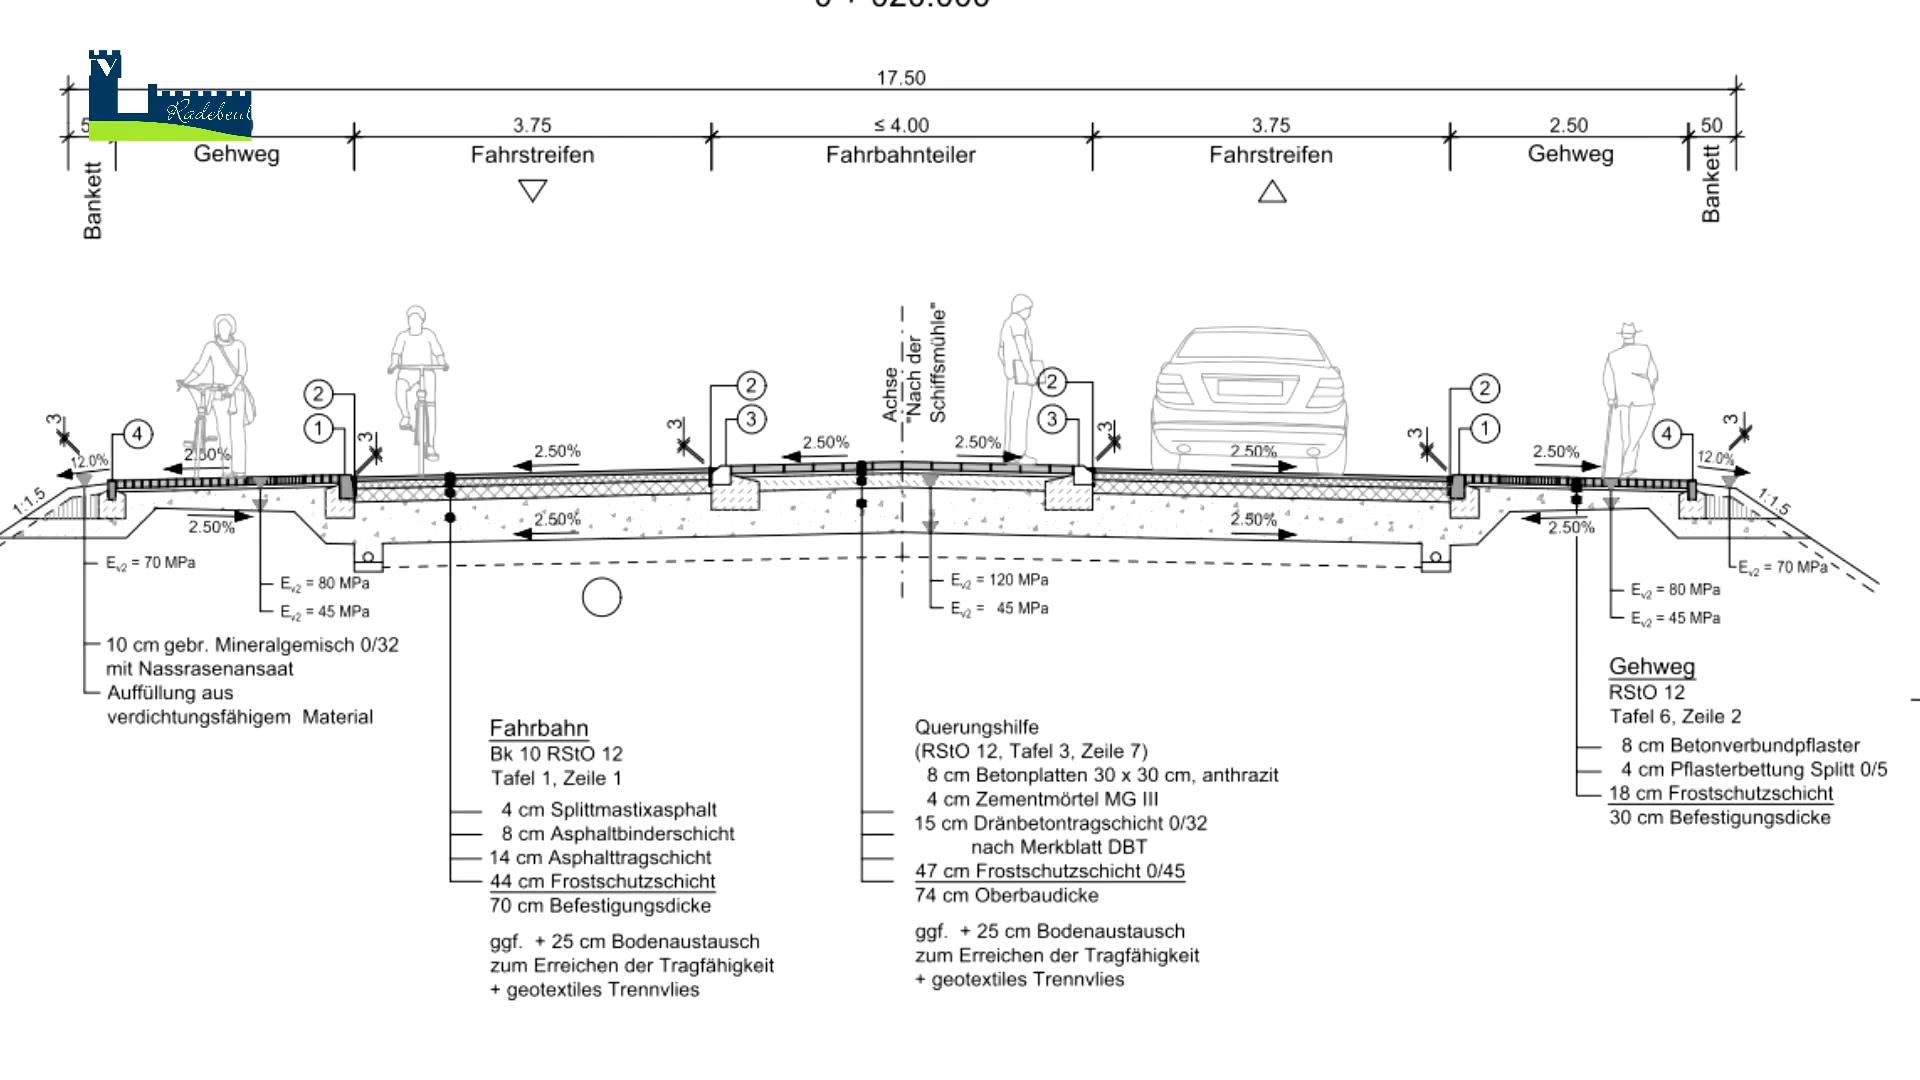 17.50
3.75
≤ 4.00
3.75
2.50
50
Radebeul
Gehweg
Fahrstreifen
Fahrbahnteiler
Fahrstreifen
Gehweg
Bankett
Bankett
Achse
"Nach der
Schiffsmühle"
2
2
2
2
4
1
3
3
1
4
3
3
3
3
3
3
12.0%
2.50%
2.50%
2.50%
2.50%
2.50%
2.50%
12.0%
1:1.5
2.50%
2.50%
2.50%
2.50%
1:1.5
Ev2 = 70 MPa
Ev2 = 80 MPa
Ev2 = 45 MPa
Ev2 = 120 MPa
Ev2 = 45 MPa
Ev2 = 70 MPa
Ev2 = 80 MPa
Ev2 = 45 MPa
10 cm gebr. Mineralgemisch 0/32
mit Nassrasenansaat
Auffüllung aus
verdichtungsfähigem Material
Fahrbahn
Bk 10 RStO 12
Tafel 1, Zeile 1
4 cm Splittmastixasphalt
8 cm Asphaltbinderschicht
14 cm Asphalttragschicht
44 cm Frostschutzschicht
70 cm Befestigungsdicke
ggf. + 25 cm Bodenaustausch
zum Erreichen der Tragfähigkeit
+ geotextiles Trennvlies
Querungshilfe
(RStO 12, Tafel 3, Zeile 7)
8 cm Betonplatten 30 x 30 cm, anthrazit
4 cm Zementmörtel MG III
15 cm Dränbetontragschicht 0/32
nach Merkblatt DBT
47 cm Frostschutzschicht 0/45
74 cm Oberbaudicke
ggf. + 25 cm Bodenaustausch
zum Erreichen der Tragfähigkeit
+ geotextiles Trennvlies
Gehweg
RStO 12
Tafel 6, Zeile 2
8 cm Betonverbundpflaster
4 cm Pflasterbettung Splitt 0/5
18 cm Frostschutzschicht
30 cm Befestigungsdicke